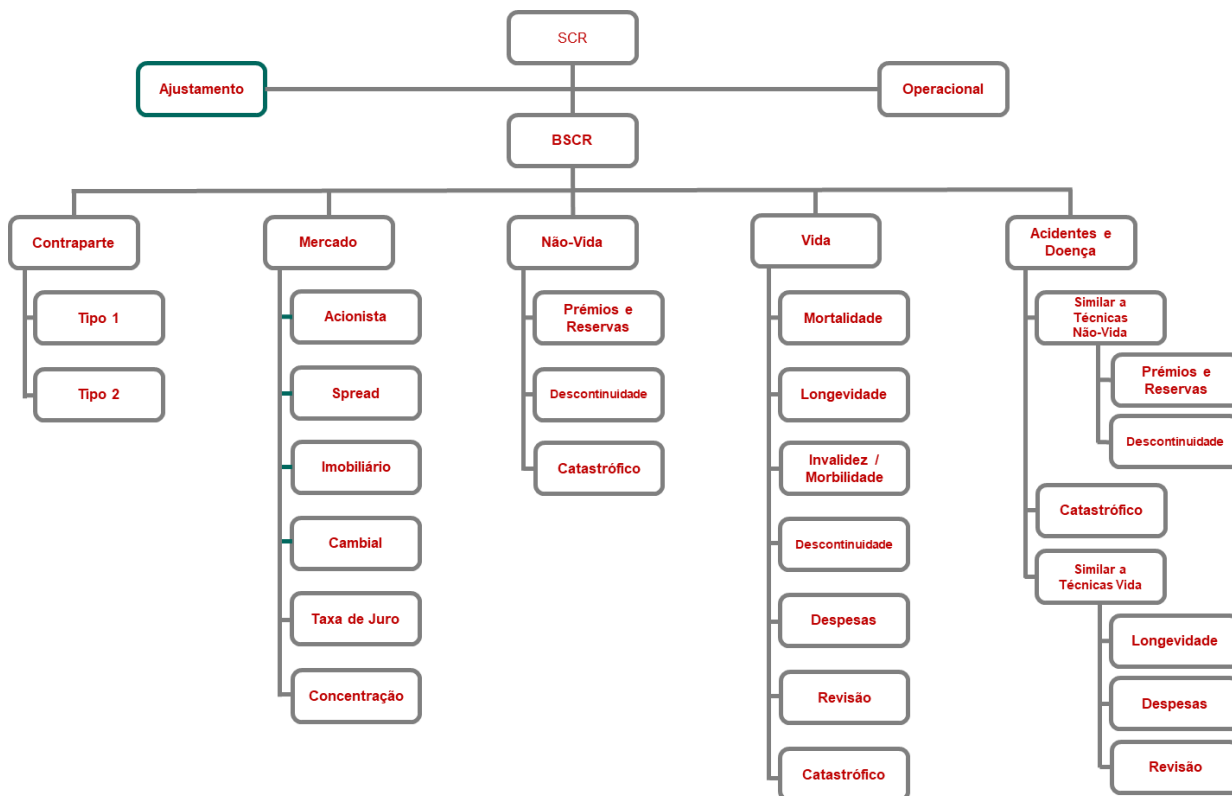 SCR
Ajustamento
Operacional
BSCR
Contraparte
Tipo 1
Tipo 2
Mercado
Acionista
Spread
Imobiliário
Cambial
Taxa de Juro
Concentração
Não-Vida
Prémios e
Reservas
Descontinuidade
Catastrófico
Vida
Mortalidade
Longevidade
Invalidez /
Morbilidade
Descontinuidade
Despesas
Revisão
Catastrófico
Acidentes e
Doença
Similar a
Técnicas
Não-Vida
Prémios e
Reservas
Descontinuidade
Catastrófico
Similar a
Técnicas Vida
Longevidade
Despesas
Revisão